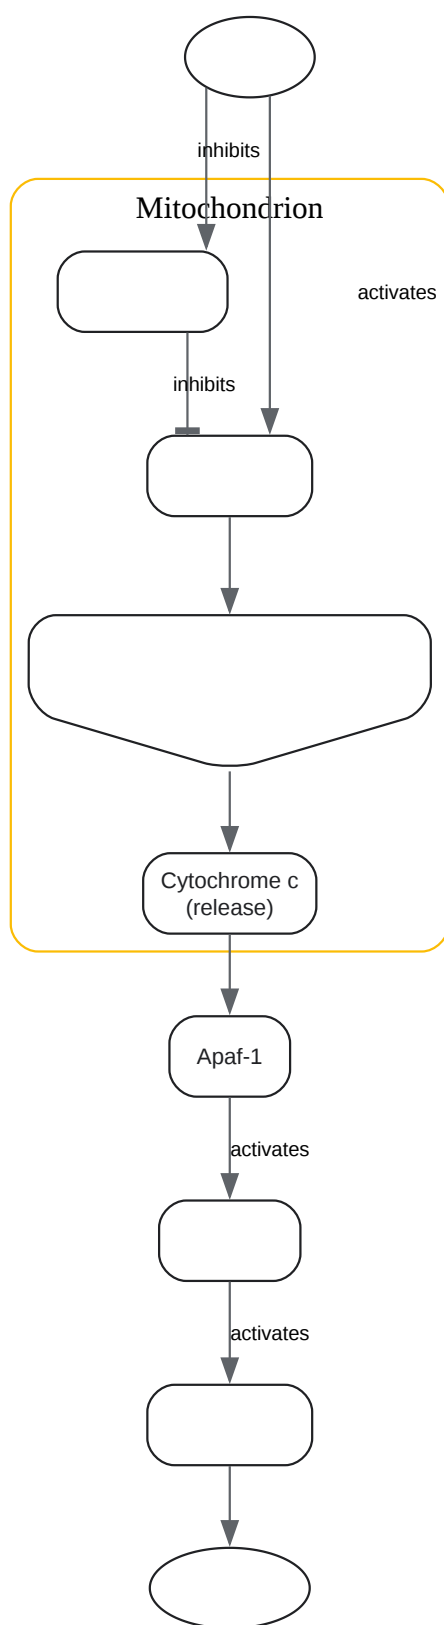 inhibits
Mitochondrion
activates
inhibits
Cytochrome c
(release)
Apaf-1
activates
activates